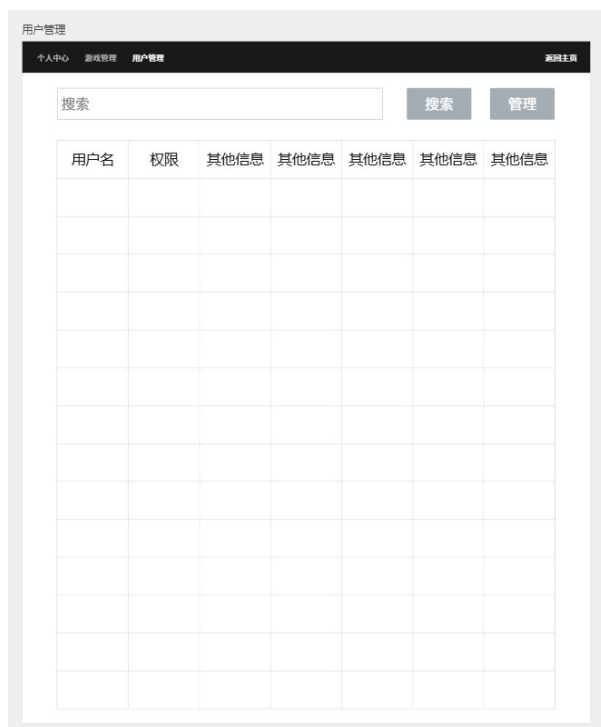 用户管理
个人中心 游戏管理 用户管理 返回主页
搜索 搜索 管理
用户名 权限 其他信息 其他信息 其他信息 其他信息 其他信息